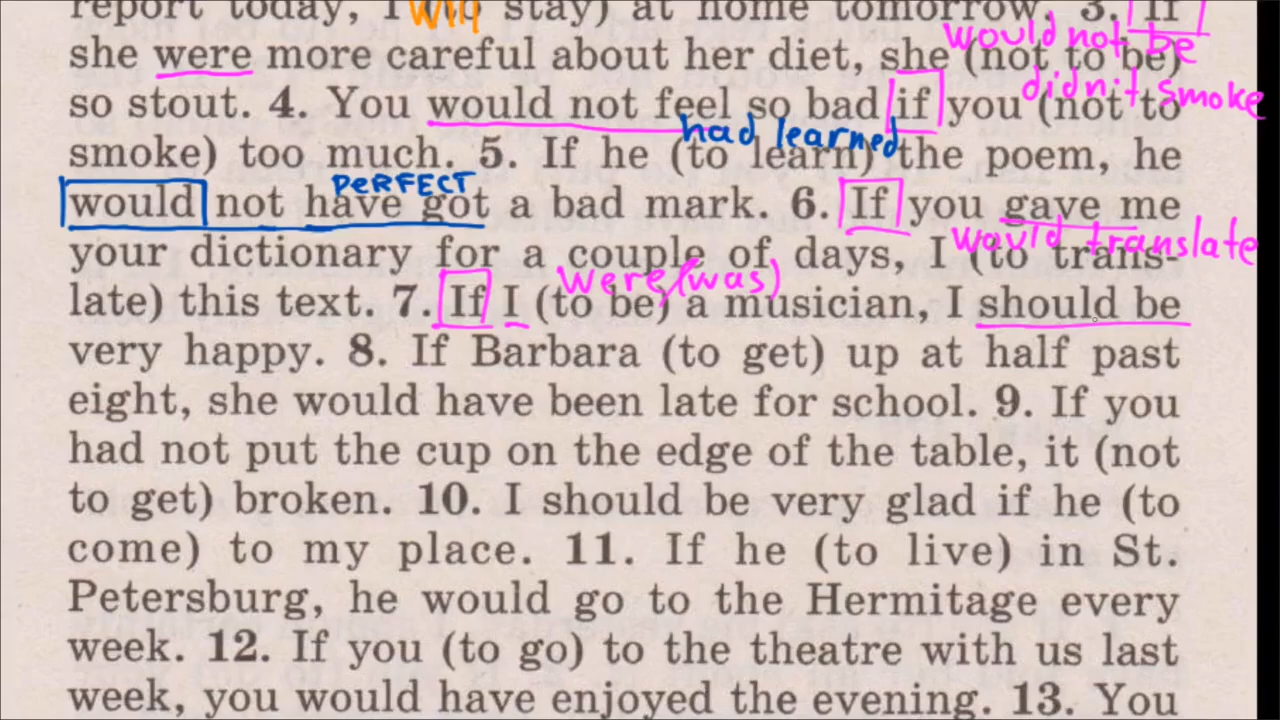 report today, I will stay) at home tomorrow. 3. If
would not be
she were more careful about her diet, she (not to be)
didn't smoke
so stout. 4. You would not feel so bad if you (not to
had learned
smoke) too much. 5. If he (to learn) the poem, he
PERFECT
would not have got a bad mark. 6. If you gave me
would translate
your dictionary for a couple of days, I (to trans-
were (was)
late) this text. 7. If I (to be) a musician, I should be
very happy. 8. If Barbara (to get) up at half past
eight, she would have been late for school. 9. If you
had not put the cup on the edge of the table, it (not
to get) broken. 10. I should be very glad if he (to
come) to my place. 11. If he (to live) in St.
Petersburg, he would go to the Hermitage every
week. 12. If you (to go) to the theatre with us last
week, you would have enjoyed the evening. 13. You